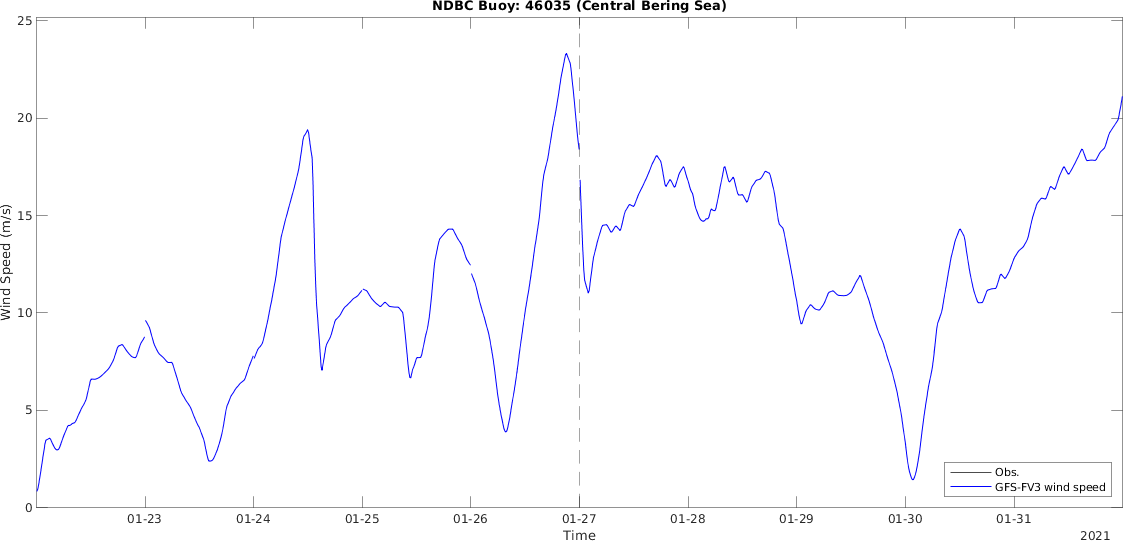 NDBC Buoy: 46035 (Central Bering Sea)
25
20
15
10
5
0
Wind Speed (m/s)
01-23 01-24 01-25 01-26 01-27 01-28 01-29 01-30 01-31
Time
2021
Obs.
GFS-FV3 wind speed